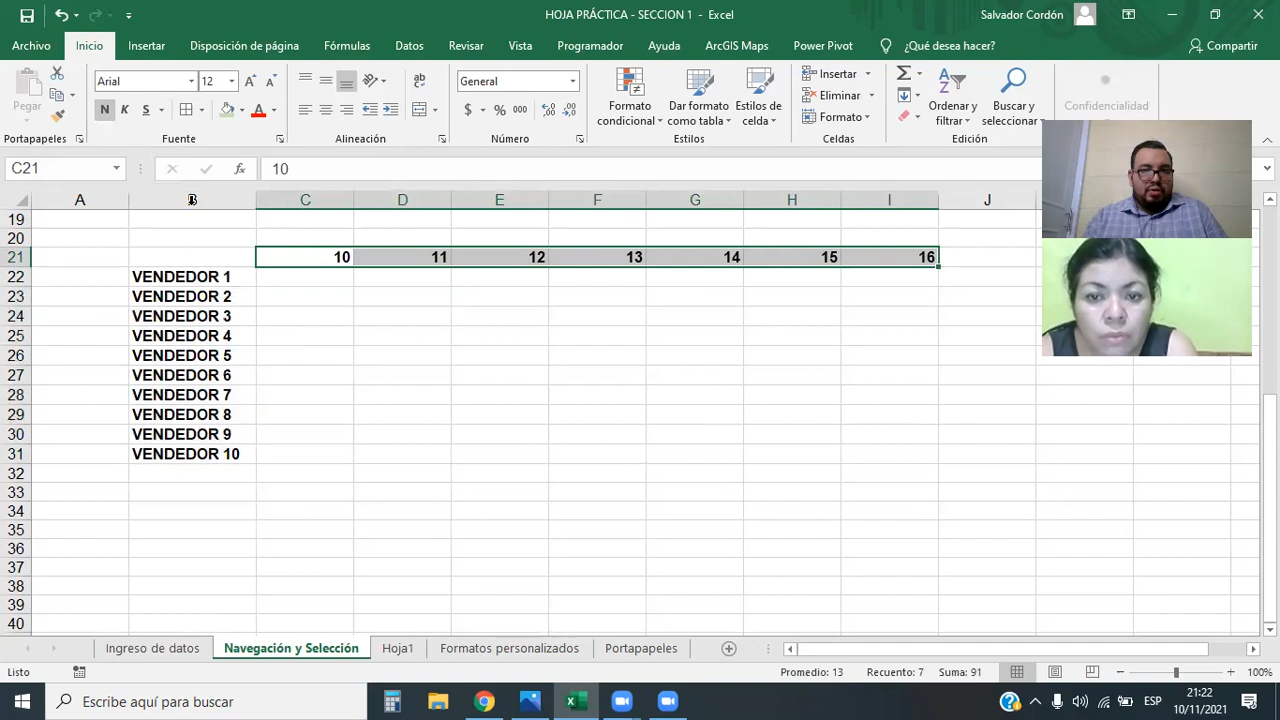 HOJA PRÁCTICA - SECCION 1 - Excel
Salvador Cordón
Archivo Inicio Insertar Disposición de página Fórmulas Datos Revisar Vista Programador Ayuda ArcGIS Maps Power Pivot ¿Qué desea hacer? Compartir
Pegar
Portapapeles
Arial 12
N K S
Fuente
ab
Alineación
General
$ % 000
Número
Formato condicional
Dar formato como tabla
Estilos de celda
Estilos
Insertar
Eliminar
Formato
Celdas
Ordenar y filtrar
Buscar y seleccionar
Edición
Confidencialidad
C21 fx 10
A B C D E F G H I J
19
20
21 10 11 12 13 14 15 16
22 VENDEDOR 1
23 VENDEDOR 2
24 VENDEDOR 3
25 VENDEDOR 4
26 VENDEDOR 5
27 VENDEDOR 6
28 VENDEDOR 7
29 VENDEDOR 8
30 VENDEDOR 9
31 VENDEDOR 10
32
33
34
35
36
37
38
39
40
Ingreso de datos Navegación y Selección Hoja1 Formatos personalizados Portapapeles
Listo Promedio: 13 Recuento: 7 Suma: 91 100%
Escribe aquí para buscar ESP 21:22
10/11/2021